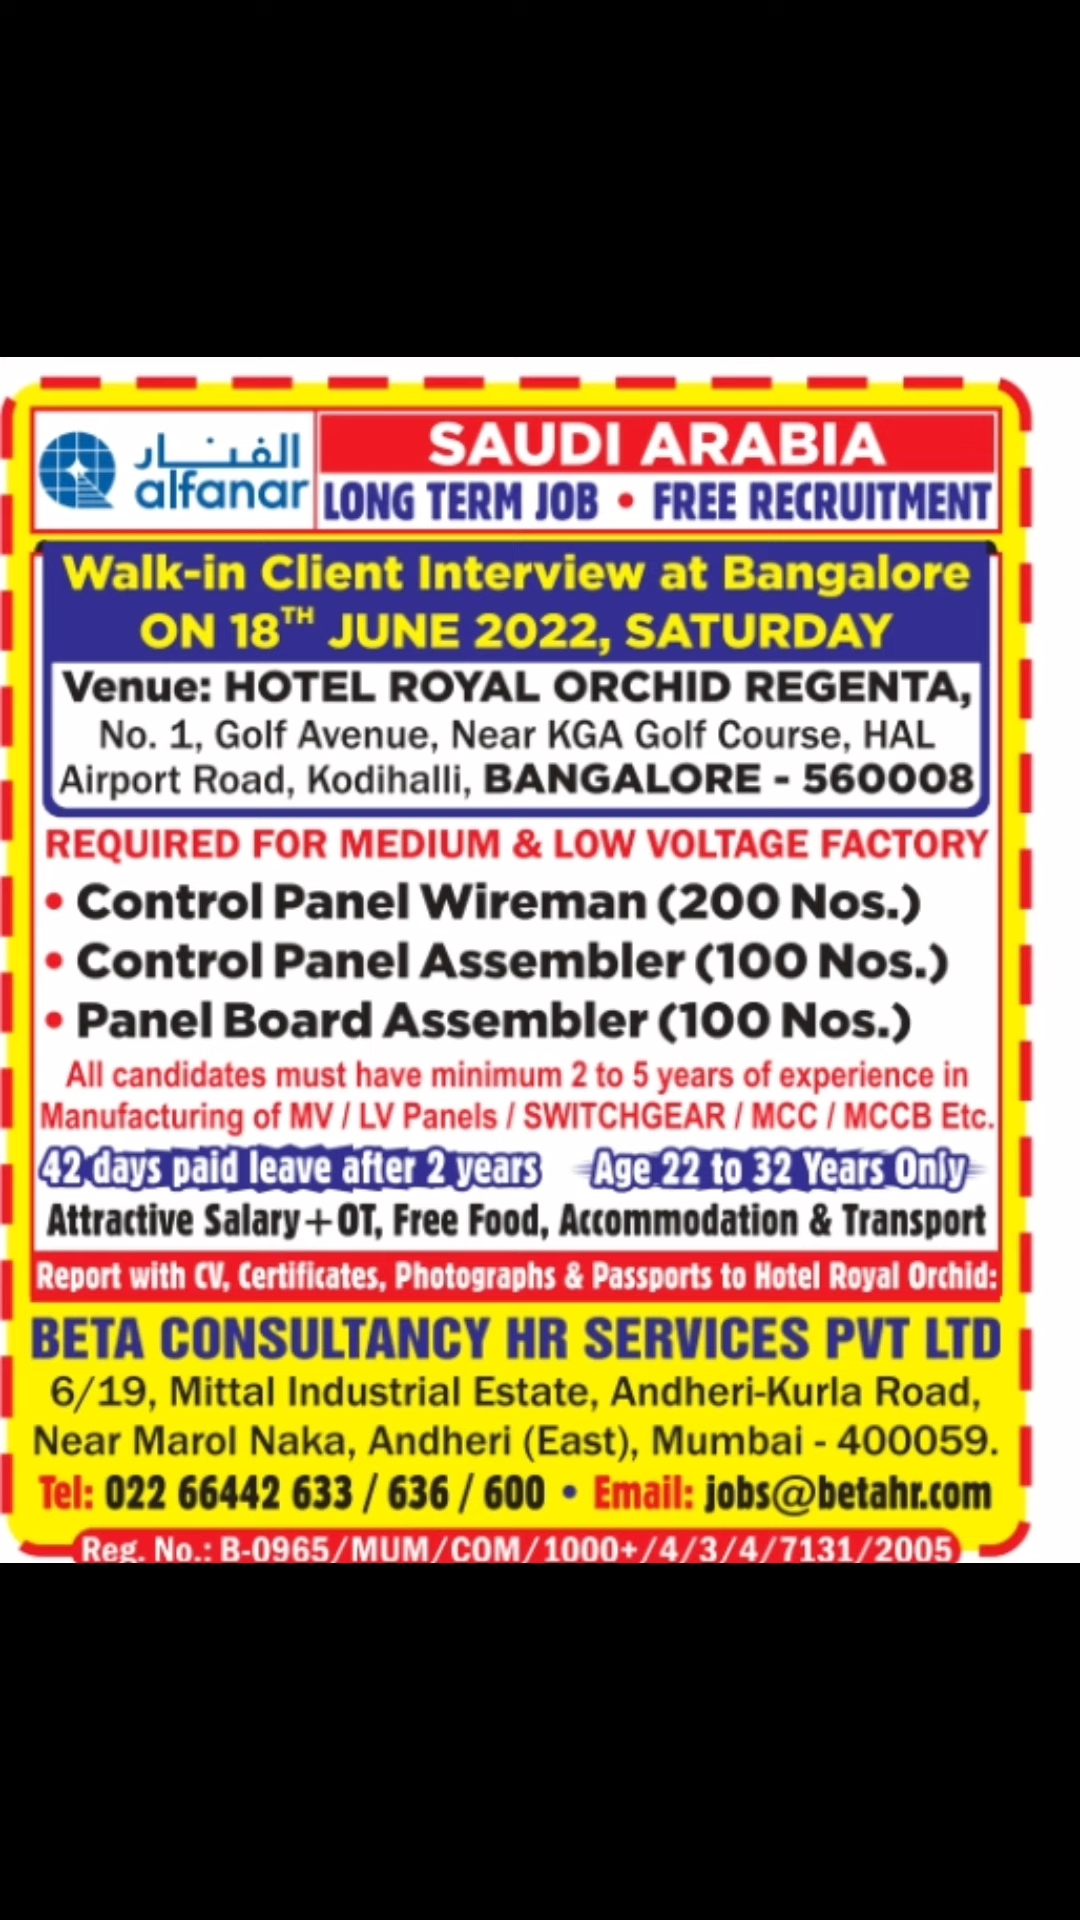 الفنار
alfanar
SAUDI ARABIA
LONG TERM JOB • FREE RECRUITMENT
Walk-in Client Interview at Bangalore
ON 18TH JUNE 2022, SATURDAY
Venue: HOTEL ROYAL ORCHID REGENTA,
No. 1, Golf Avenue, Near KGA Golf Course, HAL
Airport Road, Kodihalli, BANGALORE - 560008
REQUIRED FOR MEDIUM & LOW VOLTAGE FACTORY
• Control Panel Wireman (200 Nos.)
• Control Panel Assembler (100 Nos.)
• Panel Board Assembler (100 Nos.)
All candidates must have minimum 2 to 5 years of experience in
Manufacturing of MV / LV Panels / SWITCHGEAR / MCC / MCCB Etc.
42 days paid leave after 2 years Age 22 to 32 Years Only
Attractive Salary+OT, Free Food, Accommodation & Transport
Report with CV, Certificates, Photographs & Passports to Hotel Royal Orchid:
BETA CONSULTANCY HR SERVICES PVT LTD
6/19, Mittal Industrial Estate, Andheri-Kurla Road,
Near Marol Naka, Andheri (East), Mumbai - 400059.
Tel: 022 66442 633 / 636 / 600 • Email: jobs@betahr.com
Reg. No.: B-0965/MUM/COM/1000+/4/3/4/7131/2005